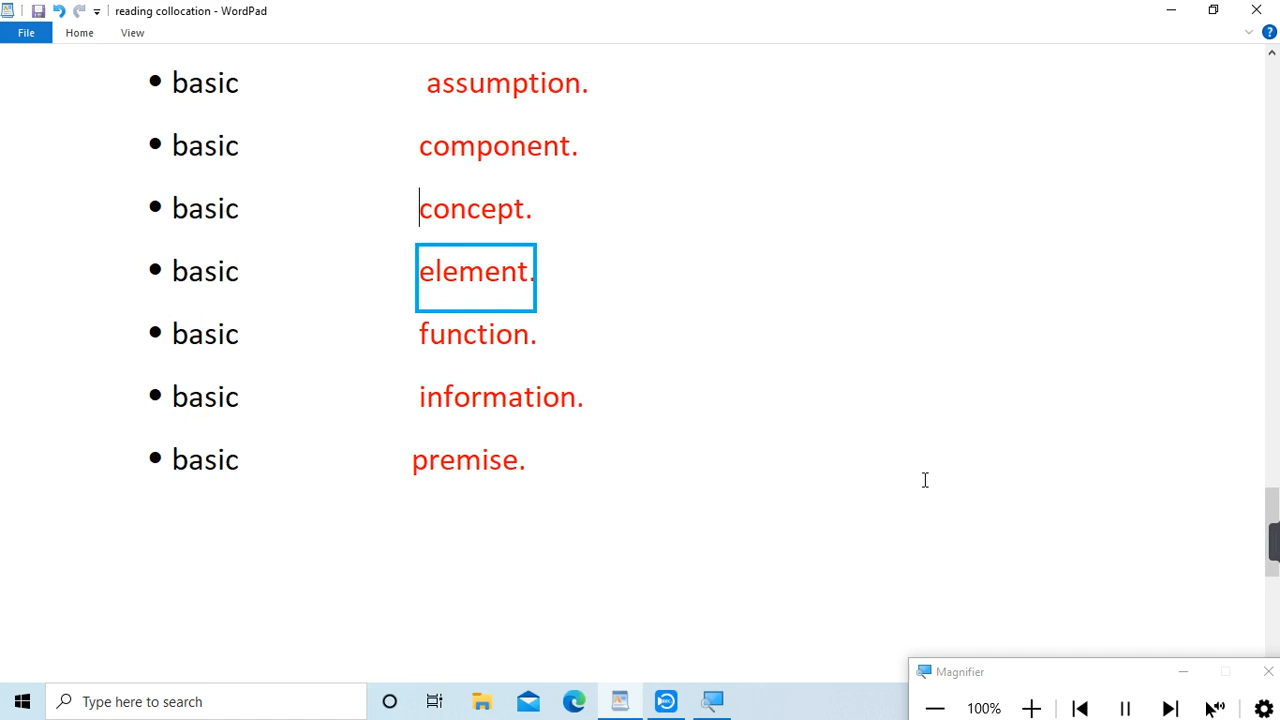 reading collocation - WordPad
File Home View
• basic assumption.
• basic component.
• basic concept.
• basic element.
• basic function.
• basic information.
• basic premise.
Magnifier
Type here to search
100%